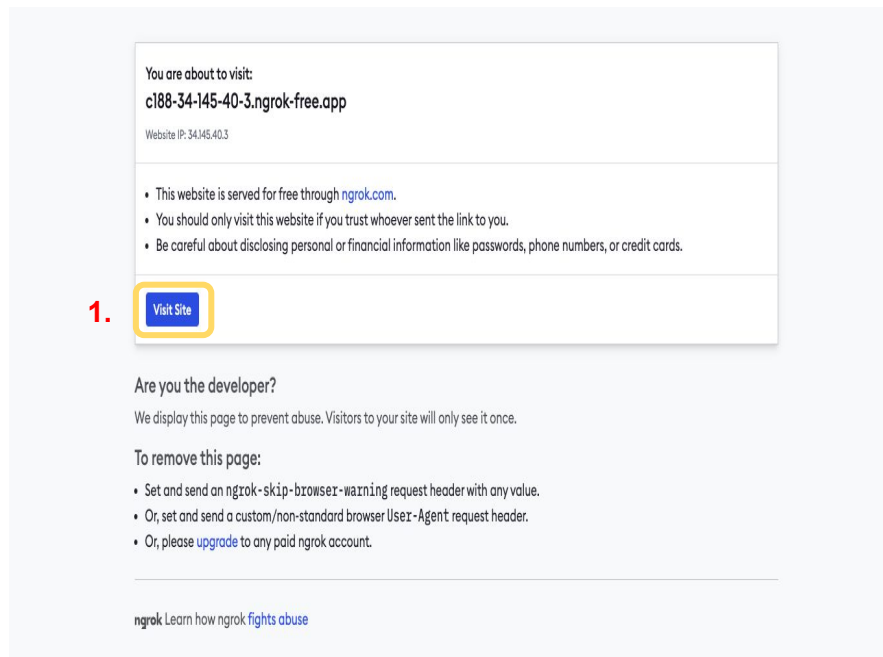 You are about to visit:
c188-34-145-40-3.ngrok-free.app
Website IP: 34.145.40.3
• This website is served for free through ngrok.com.
• You should only visit this website if you trust whoever sent the link to you.
• Be careful about disclosing personal or financial information like passwords, phone numbers, or credit cards.
1.
Visit Site
Are you the developer?
We display this page to prevent abuse. Visitors to your site will only see it once.
To remove this page:
• Set and send an ngrok-skip-browser-warning request header with any value.
• Or, set and send a custom/non-standard browser User-Agent request header.
• Or, please upgrade to any paid ngrok account.
ngrok Learn how ngrok fights abuse